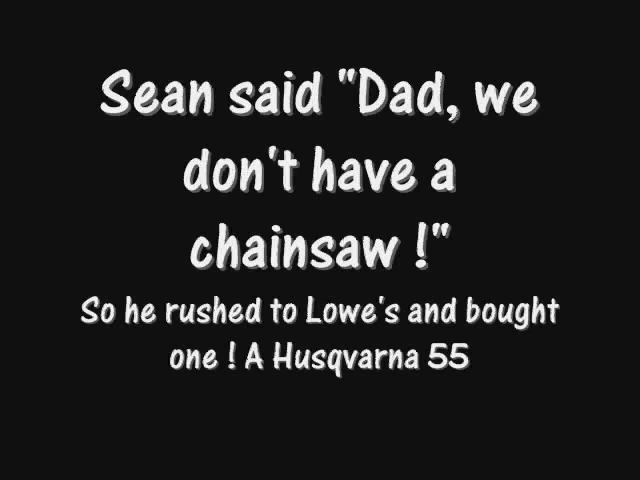 Sean said "Dad, we
don't have a
chainsaw !"
So he rushed to Lowe's and bought
one ! A Husqvarna 55